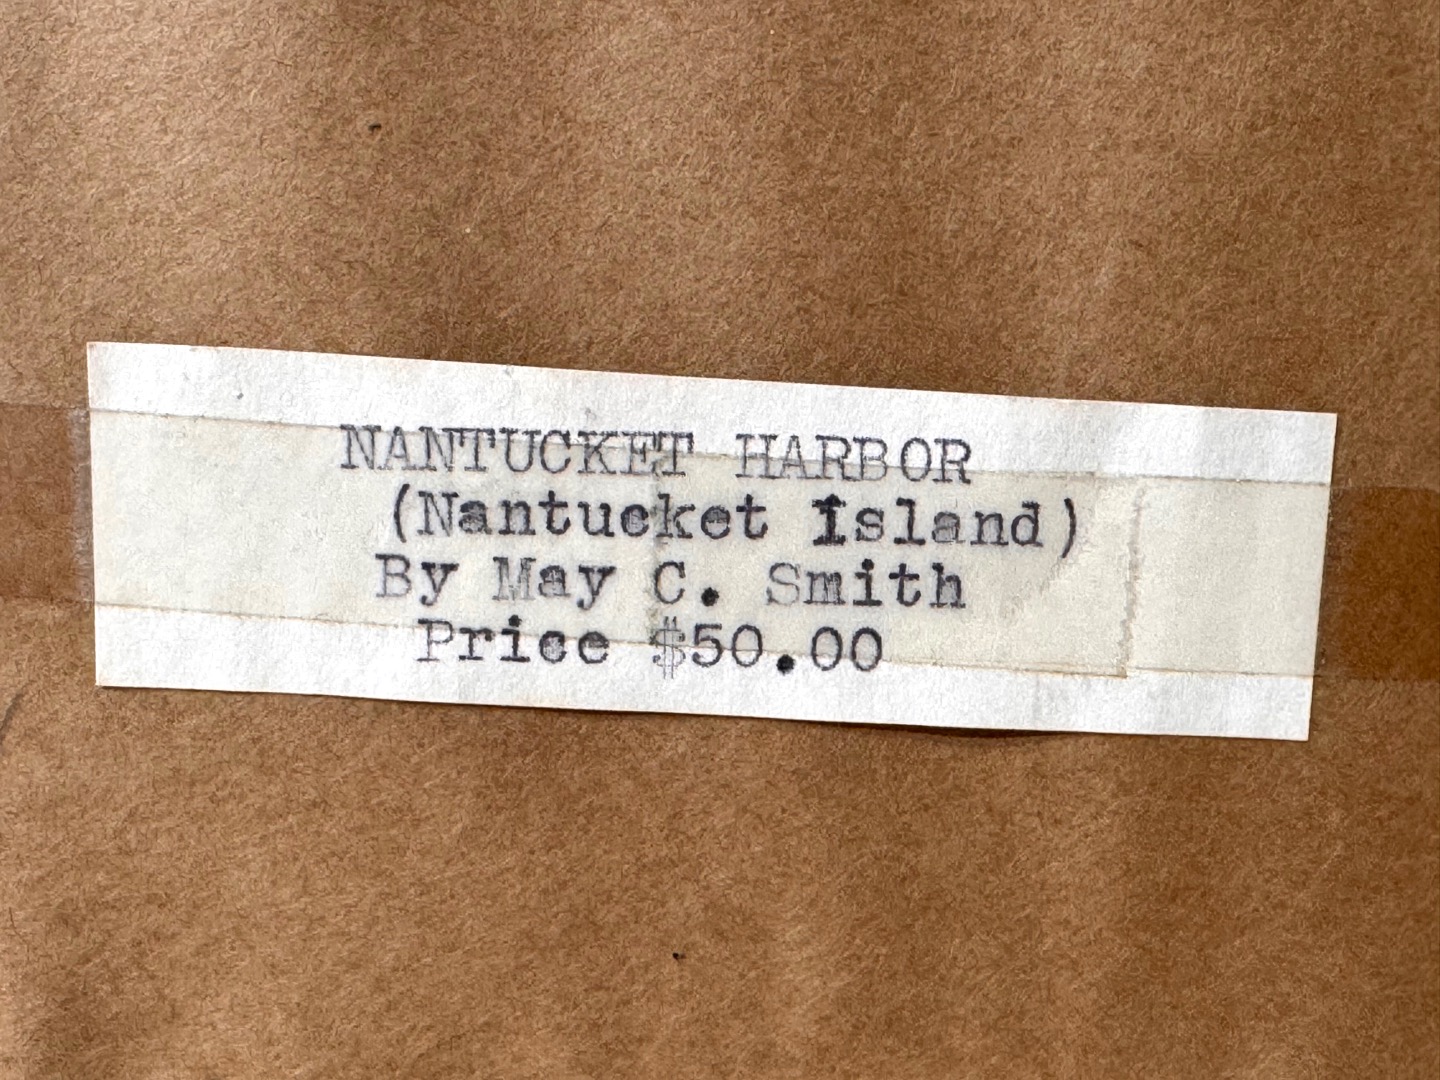 NANTUCKET HARBOR
(Nantucket Island)
By May C. Smith
Price $50.00